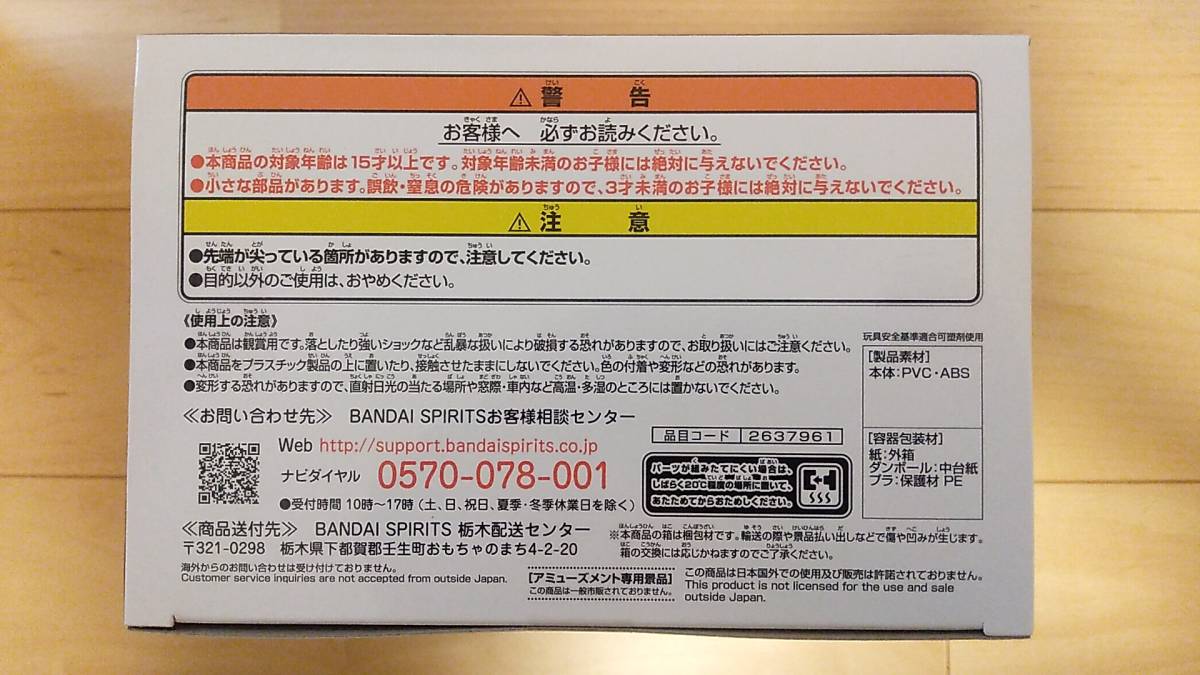 ⚠警告
お客様へ 必ずお読みください。
●本商品の対象年齢は15才以上です。対象年齢未満のお子様には絶対に与えないでください。
●小さな部品があります。誤飲・窒息の危険がありますので、3才未満のお子様には絶対に与えないでください。
⚠注意
●先端が尖っている箇所がありますので、注意してください。
●目的以外のご使用は、おやめください。
《使用上の注意》
●本商品は観賞用です。落としたり強いショックなど乱暴な扱いにより破損する恐れがありますので、お取り扱いにはご注意ください。
●本商品をプラスチック製品の上に置いたり、接触させたままにしないでください。色の付着や変形などの恐れがあります。
●変形する恐れがありますので、直射日光の当たる場所や窓際・車内など高温・多湿のところには置かないでください。
玩具安全基準適合可塑剤使用
[製品素材]
本体:PVC・ABS
[容器包装材]
紙:外箱
ダンボール:中台紙
プラ:保護材 PE
≪お問い合わせ先≫ BANDAI SPIRITSお客様相談センター
Web http://support.bandaispirits.co.jp
ナビダイヤル 0570-078-001
●受付時間 10時〜17時(土、日、祝日、夏季・冬季休業日を除く)
品目コード 2637961
パーツが組みたてにくい場合は、
しばらく20℃程度の場所に置いて、
あたためてからおためしください。
≪商品送付先≫ BANDAI SPIRITS 栃木配送センター
〒321-0298 栃木県下都賀郡壬生町おもちゃのまち4-2-20
※本商品の箱は梱包材です。輸送の際や景品払い出しなどで傷や凹みが生じます。
箱の交換には応じかねますのでご了承ください。
海外からのお問い合わせは受け付けておりません。
Customer service inquiries are not accepted from outside Japan.
[アミューズメント専用景品]
この商品は一般市販されておりません。
この商品は日本国外での使用及び販売は許諾されておりません。
This product is not licensed for the use and sale
outside Japan.